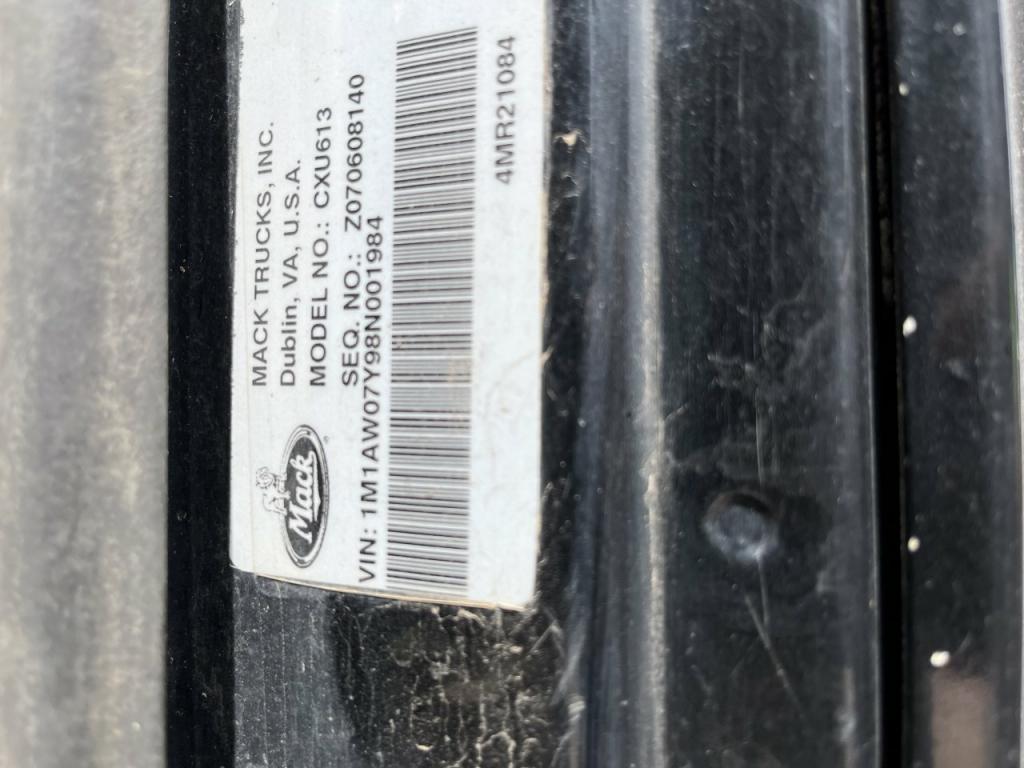 MACK TRUCKS, INC.
Dublin, VA, U.S.A.
MODEL NO.: CXU613
SEQ. NO.: Z070608140
Mack
VIN: 1M1AW07Y98N001984
4MR21084